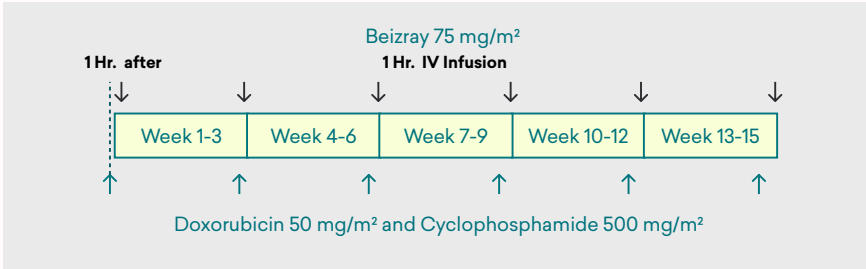 Beizray 75 mg/m²
1 Hr. after
1 Hr. IV Infusion
Week 1-3
Week 4-6
Week 7-9
Week 10-12
Week 13-15
Doxorubicin 50 mg/m² and Cyclophosphamide 500 mg/m²